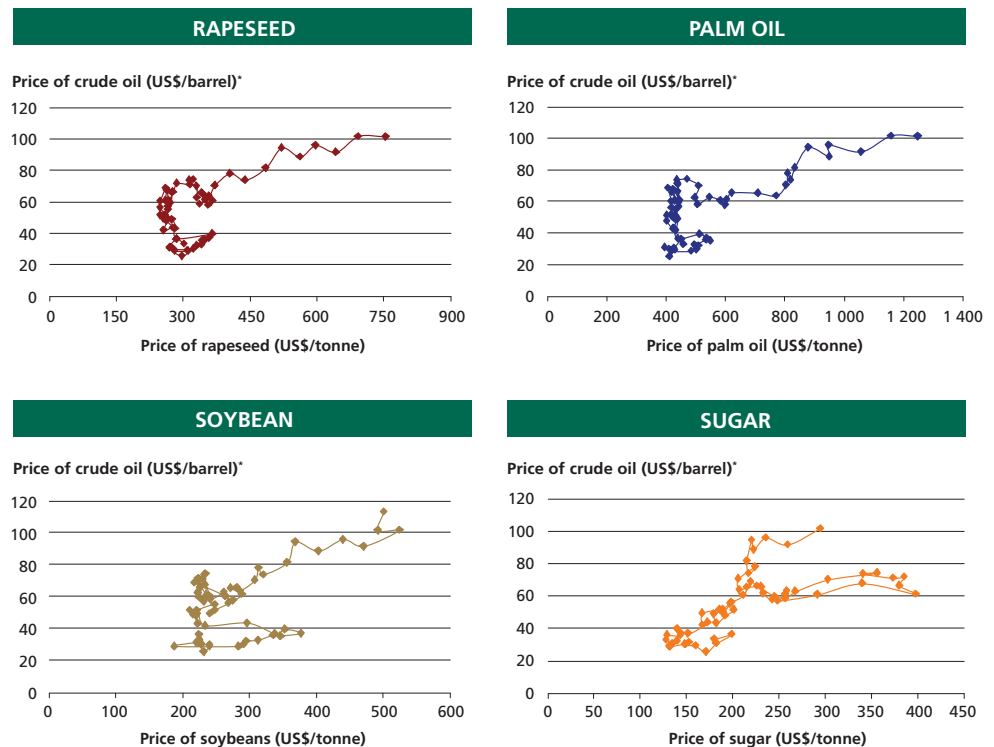 RAPESEED
Price of crude oil (US$/barrel)*
120
100
80
60
40
20
0
0 150 300 450 600 750 900
Price of rapeseed (US$/tonne)
PALM OIL
Price of crude oil (US$/barrel)*
120
100
80
60
40
20
0
0 200 400 600 800 1 000 1 200 1 400
Price of palm oil (US$/tonne)
SOYBEAN
Price of crude oil (US$/barrel)*
120
100
80
60
40
20
0
0 100 200 300 400 500 600
Price of soybeans (US$/tonne)
SUGAR
Price of crude oil (US$/barrel)*
120
100
80
60
40
20
0
0 50 100 150 200 250 300 350 400 450
Price of sugar (US$/tonne)